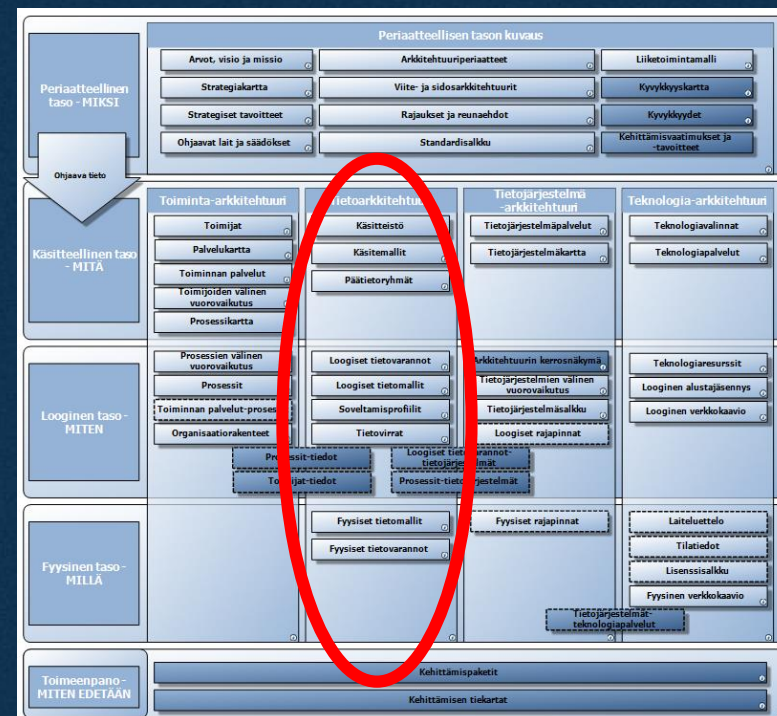 Periaatteellisen tason kuvaus
Periaatteellinen
taso - MIKSI
Arvot, visio ja missio
Arkkitehtuuriperiaatteet
Liiketoimintamalli
Strategiakartta
Viite- ja sidosarkkitehtuurit
Kyvykkyyskartta
Strategiset tavoitteet
Rajaukset ja reunaehdot
Kyvykkyydet
Ohjaavat lait ja säädökset
Standardisalkku
Kehittämisvaatimukset ja
-tavoitteet
Ohjaava tieto
Käsitteellinen taso
- MITÄ
Toiminta-arkkitehtuuri
Toimijat
Palvelukartta
Toiminnan palvelut
Toimijoiden välinen
vuorovaikutus
Prosessikartta
Tietoarkkitehtuuri
Käsitteistö
Käsitemallit
Päätietoryhmät
Tietojärjestelmä
-arkkitehtuuri
Tietojärjestelmäpalvelut
Tietojärjestelmäkartta
Teknologia-arkkitehtuuri
Teknologiavalinnat
Teknologiapalvelut
Looginen taso -
MITEN
Prosessien välinen
vuorovaikutus
Prosessit
Toiminnan palvelut-prosessit
Organisaatiorakenteet
Loogiset tietovarannot
Loogiset tietomallit
Soveltamisprofiilit
Tietovirrat
Arkkitehtuurin kerrosnäkymä
Tietojärjestelmien välinen
vuorovaikutus
Tietojärjestelmäsalkku
Loogiset rajapinnat
Teknologiaresurssit
Looginen alustajäsennys
Looginen verkkokaavio
Prosessit-tiedot
Loogiset tietovarannot-
tietojärjestelmät
Toimijat-tiedot
Prosessit-tietojärjestelmät
Fyysinen taso -
MILLÄ
Fyysiset tietomallit
Fyysiset tietovarannot
Fyysiset rajapinnat
Laiteluettelo
Tilatiedot
Lisenssisalkku
Fyysinen verkkokaavio
Tietojärjestelmät-
teknologiapalvelut
Toimeenpano -
MITEN EDETÄÄN
Kehittämispaketit
Kehittämisen tiekartat